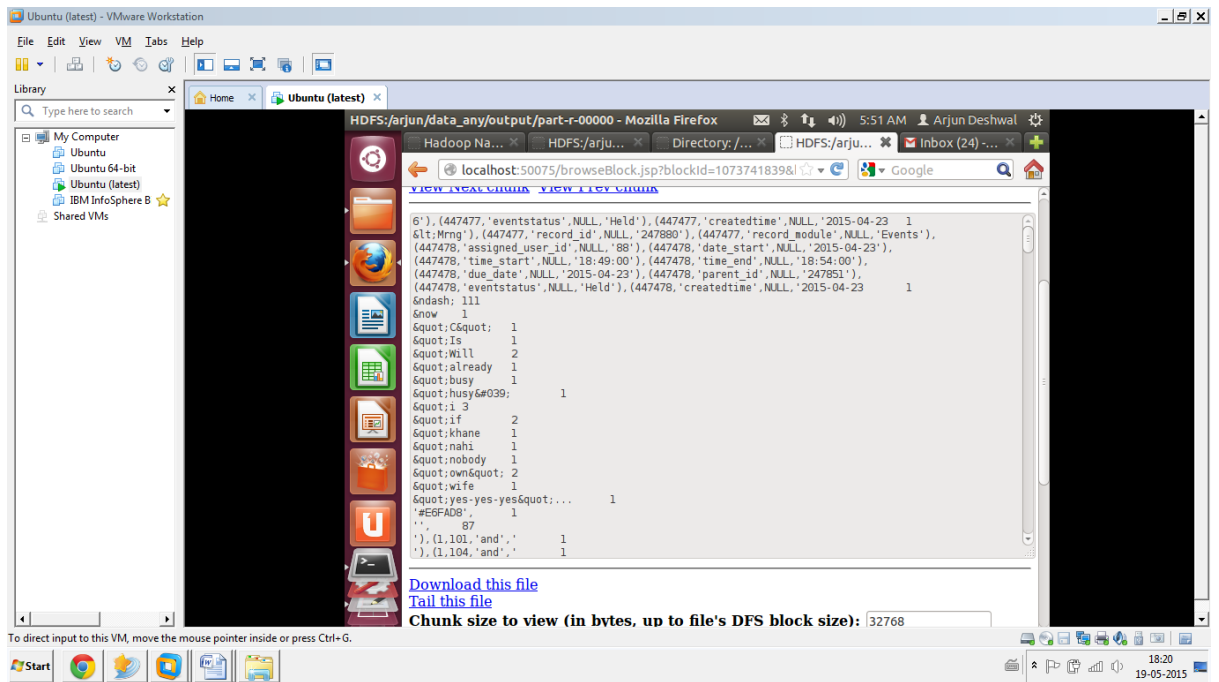 Ubuntu (latest) - VMware Workstation
File Edit View VM Tabs Help
Library
Type here to search
My Computer
Ubuntu
Ubuntu 64-bit
Ubuntu (latest)
IBM InfoSphere B
Shared VMs
Home
Ubuntu (latest)
HDFS:/arjun/data_any/output/part-r-00000 - Mozilla Firefox 5:51 AM Arjun Deshwal
Hadoop Na... HDFS:/arju... Directory: /... HDFS:/arju... Inbox (24) -...
localhost:50075/browseBlock.jsp?blockId=1073741839& Google
View Next chunk View Prev chunk
6'),(447477,'eventstatus',NULL,'Held'),(447477,'createdtime',NULL,'2015-04-23 1
&lt;Mrng'),(447477,'record_id',NULL,'247880'),(447477,'record_module',NULL,'Events'),
(447478,'assigned_user_id',NULL,'88'),(447478,'date_start',NULL,'2015-04-23'),
(447478,'time_start',NULL,'18:49:00'),(447478,'time_end',NULL,'18:54:00'),
(447478,'due_date',NULL,'2015-04-23'),(447478,'parent_id',NULL,'247851'),
(447478,'eventstatus',NULL,'Held'),(447478,'createdtime',NULL,'2015-04-23 1
&ndash; 111
&now 1
&quot;C&quot; 1
&quot;Is 1
&quot;Will 2
&quot;already 1
&quot;busy 1
&quot;husy&#039; 1
&quot;i 3
&quot;if 2
&quot;khane 1
&quot;nahi 1
&quot;nobody 1
&quot;own&quot; 2
&quot;wife 1
&quot;yes-yes-yes&quot;... 1
'#E6FAD8', 1
'', 87
'),(1,101,'and',' 1
'),(1,104,'and',' 1
Download this file
Tail this file
Chunk size to view (in bytes, up to file's DFS block size): 32768
To direct input to this VM, move the mouse pointer inside or press Ctrl+G.
Start
18:20
19-05-2015